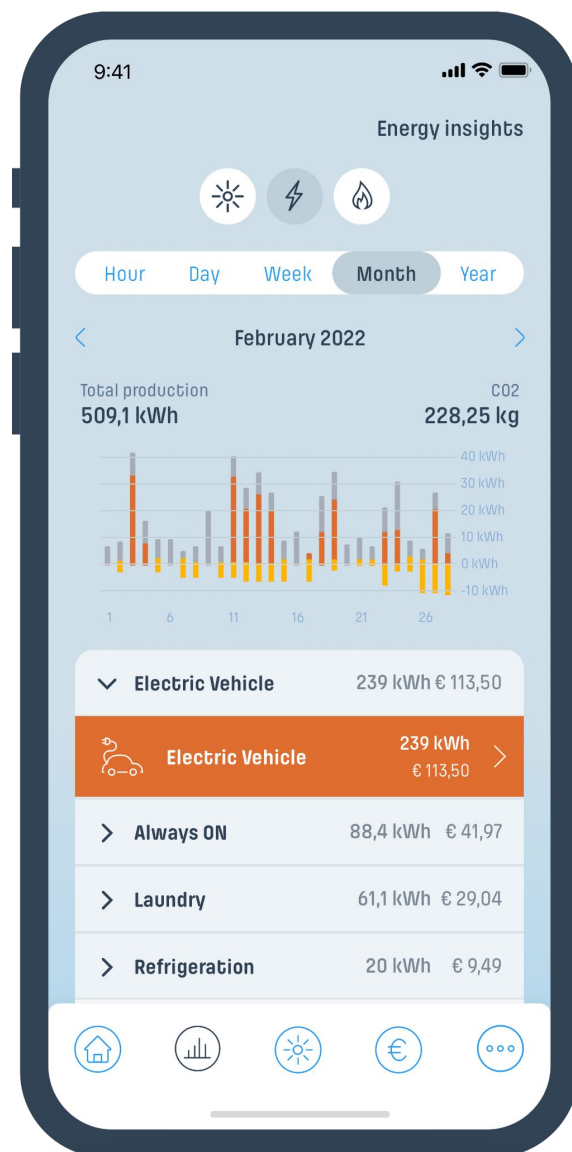 9:41
Energy insights
Hour Day Week Month Year
February 2022
Total production CO2
509,1 kWh 228,25 kg
40 kWh
30 kWh
20 kWh
10 kWh
0 kWh
-10 kWh
1 6 11 16 21 26
Electric Vehicle 239 kWh € 113,50
Electric Vehicle 239 kWh
€ 113,50
Always ON 88,4 kWh € 41,97
Laundry 61,1 kWh € 29,04
Refrigeration 20 kWh € 9,49
€